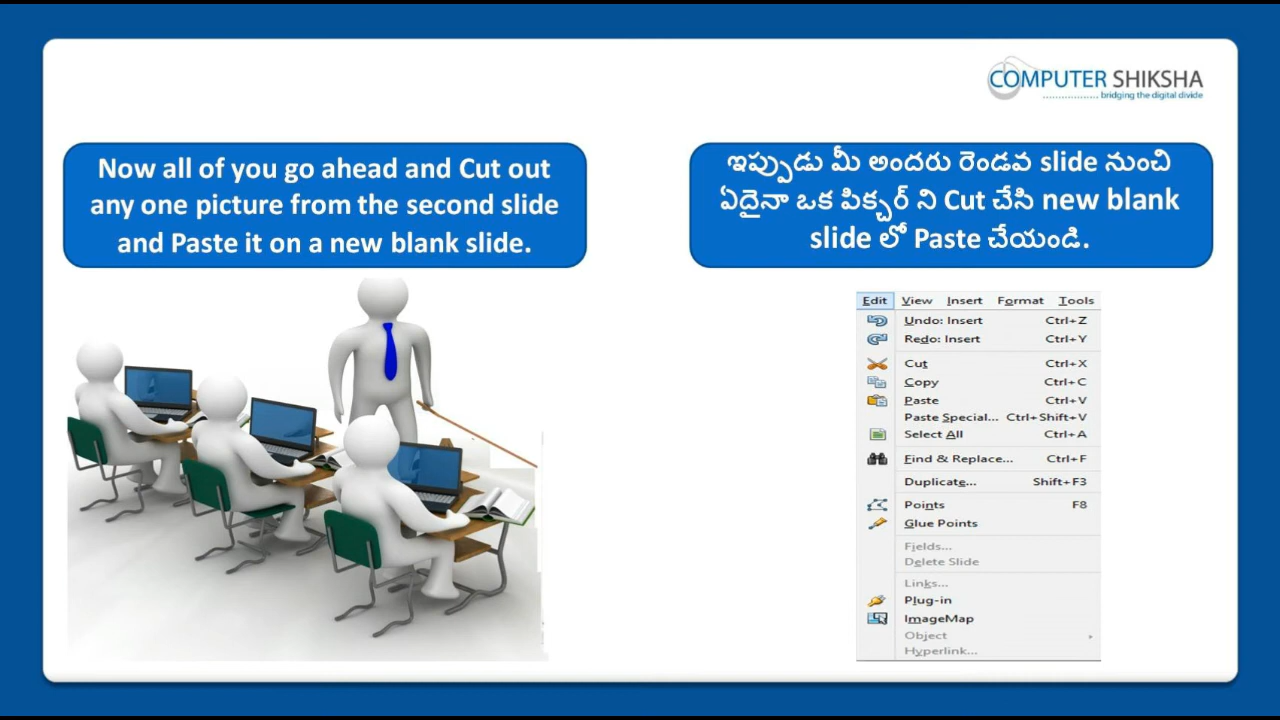 COMPUTER SHIKSHA
bridging the digital divide
Now all of you go ahead and Cut out
any one picture from the second slide
and Paste it on a new blank slide.
ఇప్పుడు మీ అందరు రెండవ slide నుంచి
ఏదైనా ఒక పిక్చర్ ని Cut చేసి new blank
slide లో Paste చేయండి.
Edit View Insert Format Tools
Undo: Insert Ctrl+Z
Redo: Insert Ctrl+Y
Cut Ctrl+X
Copy Ctrl+C
Paste Ctrl+V
Paste Special... Ctrl+Shift+V
Select All Ctrl+A
Find & Replace... Ctrl+F
Duplicate... Shift+F3
Points F8
Glue Points
Fields...
Delete Slide
Links...
Plug-in
ImageMap
Object
Hyperlink...